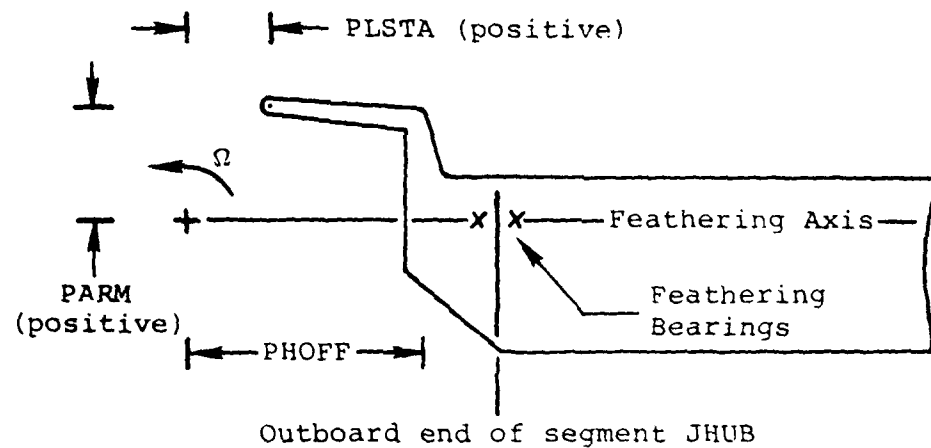 PLSTA (positive)
Ω
x x Feathering Axis
PARM
(positive)
Feathering
Bearings
PHOFF
Outboard end of segment JHUB